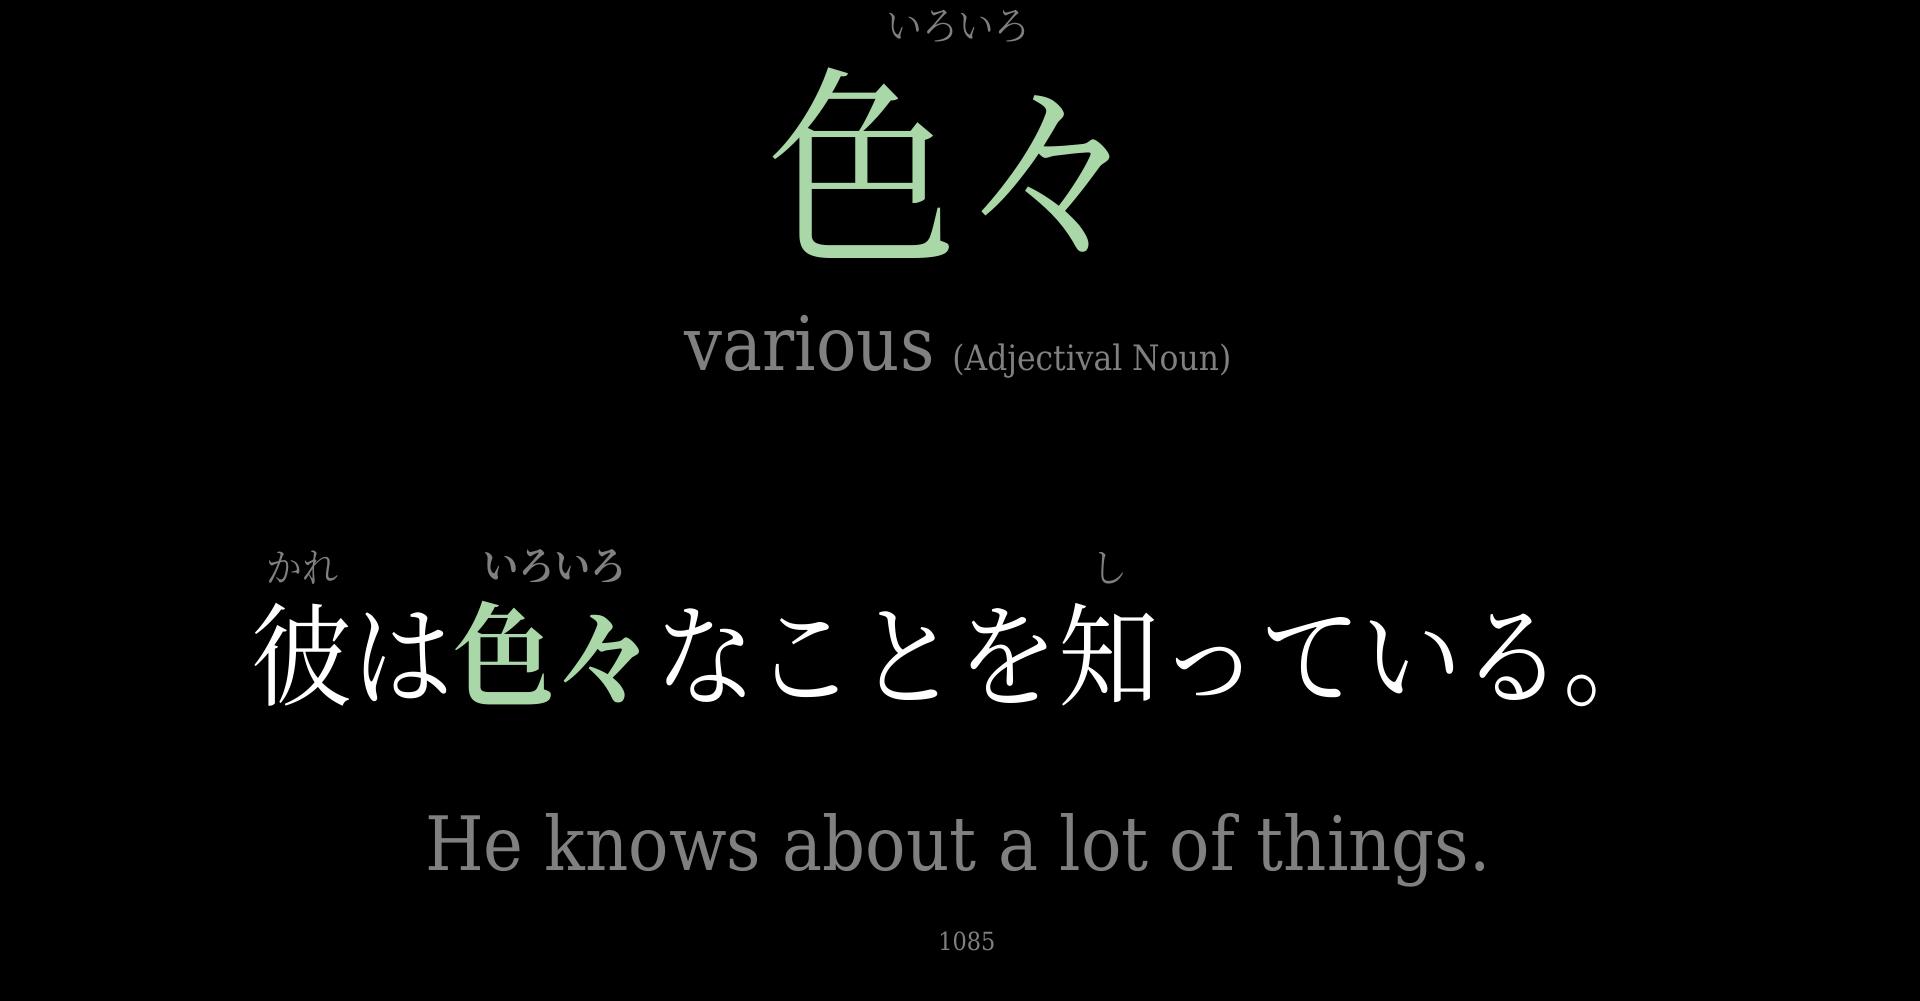 いろいろ
色々
various (Adjectival Noun)
かれ いろいろ し
彼は色々なことを知っている。
He knows about a lot of things.
1085